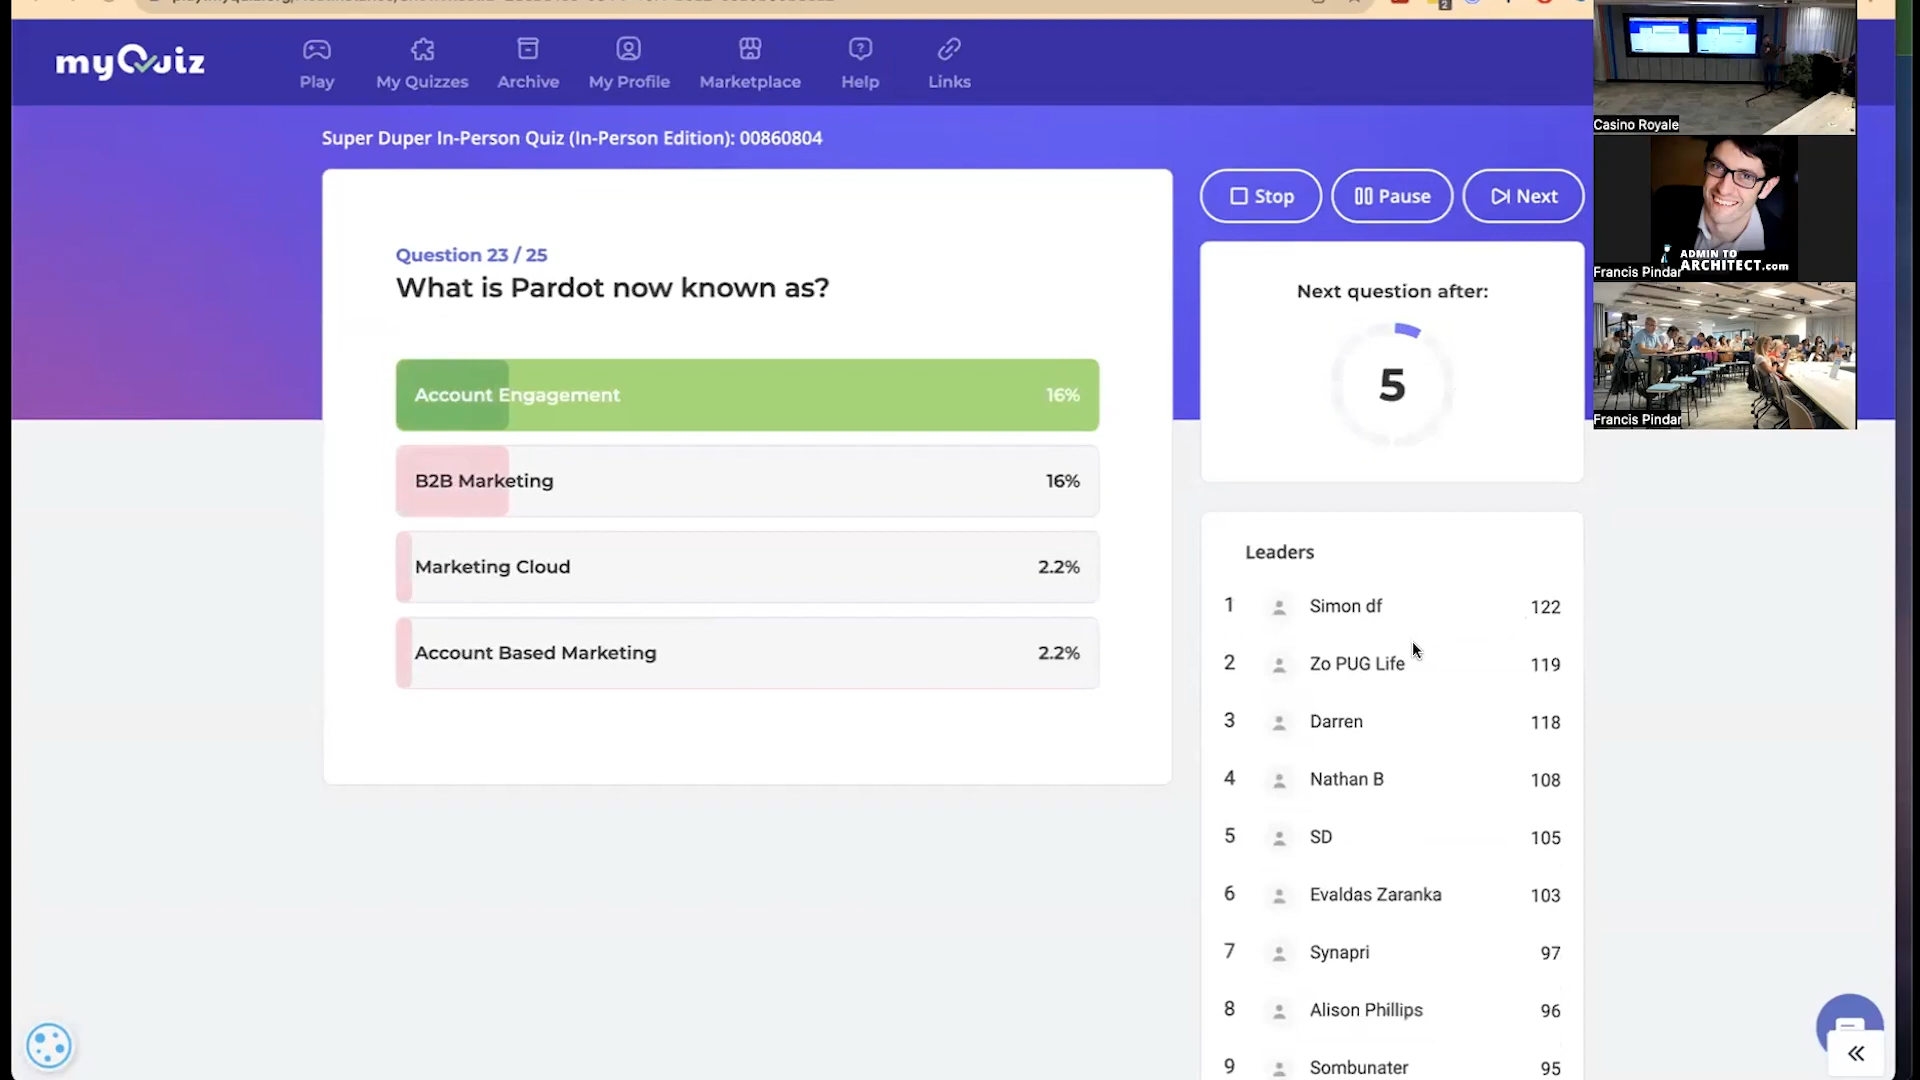 myQuiz
Play
My Quizzes
Archive
My Profile
Marketplace
Help
Links
2
Super Duper In-Person Quiz (In-Person Edition): 00860804
Stop
Pause
Next
Question 23 / 25
What is Pardot now known as?
Account Engagement 16%
B2B Marketing 16%
Marketing Cloud 2.2%
Account Based Marketing 2.2%
Next question after:
5
Leaders
1 Simon df 122
2 Zo PUG Life 119
3 Darren 118
4 Nathan B 108
5 SD 105
6 Evaldas Zaranka 103
7 Synapri 97
8 Alison Phillips 96
9 Sombunater 95
Casino Royale
ADMIN TO
ARCHITECT.com
Francis Pindar
Francis Pindar